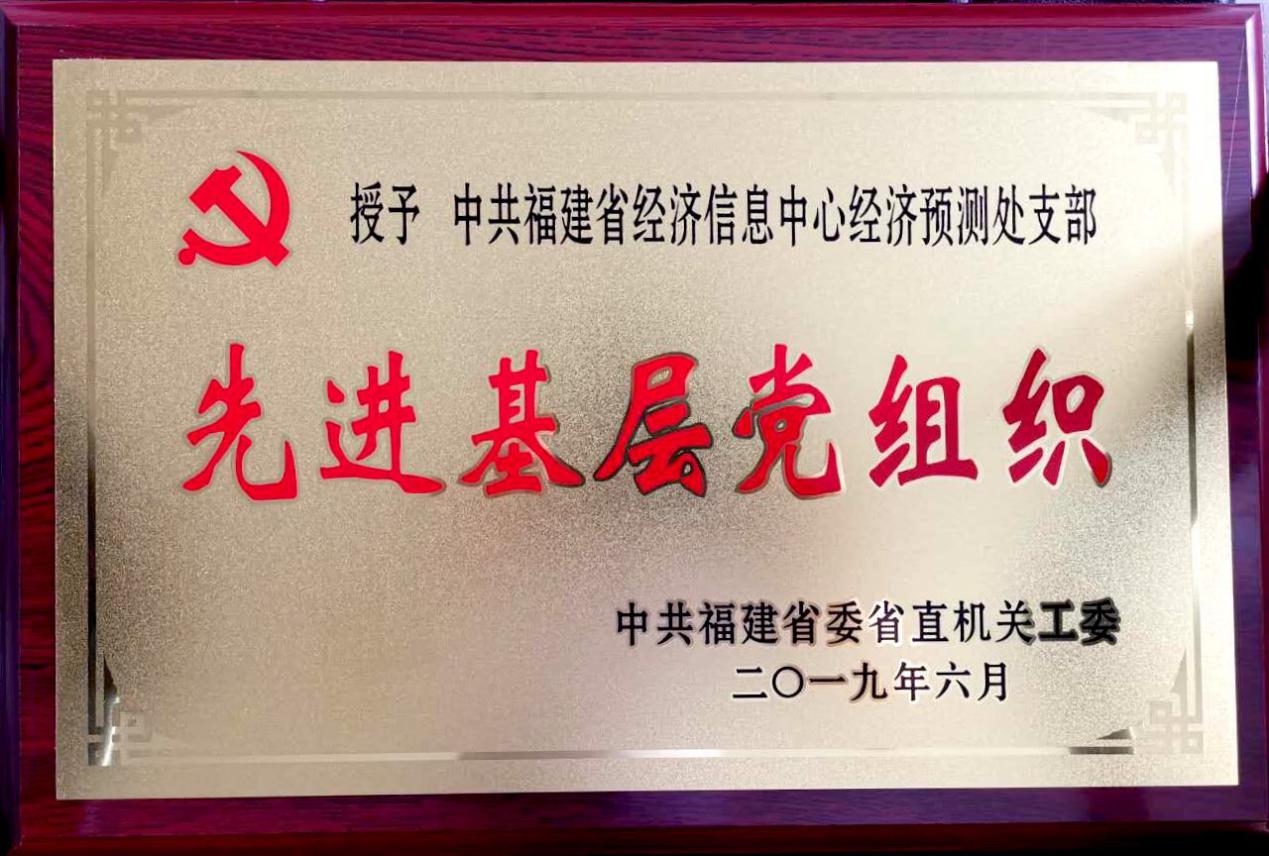 授予 中共福建省经济信息中心经济预测处支部
先进基层党组织
中共福建省委省直机关工委
二〇一九年六月